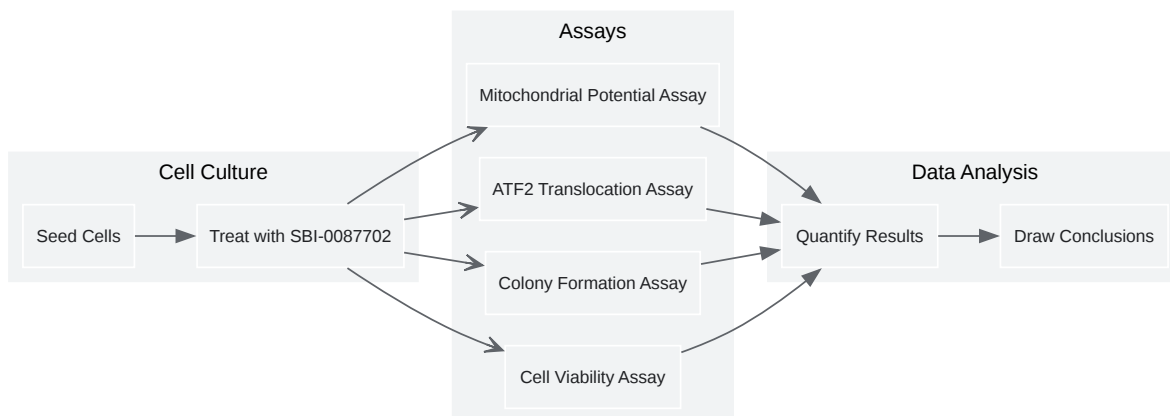 Assays
Mitochondrial Potential Assay
Cell Culture
Data Analysis
ATF2 Translocation Assay
Seed Cells
Treat with SBI-0087702
Quantify Results
Draw Conclusions
Colony Formation Assay
Cell Viability Assay